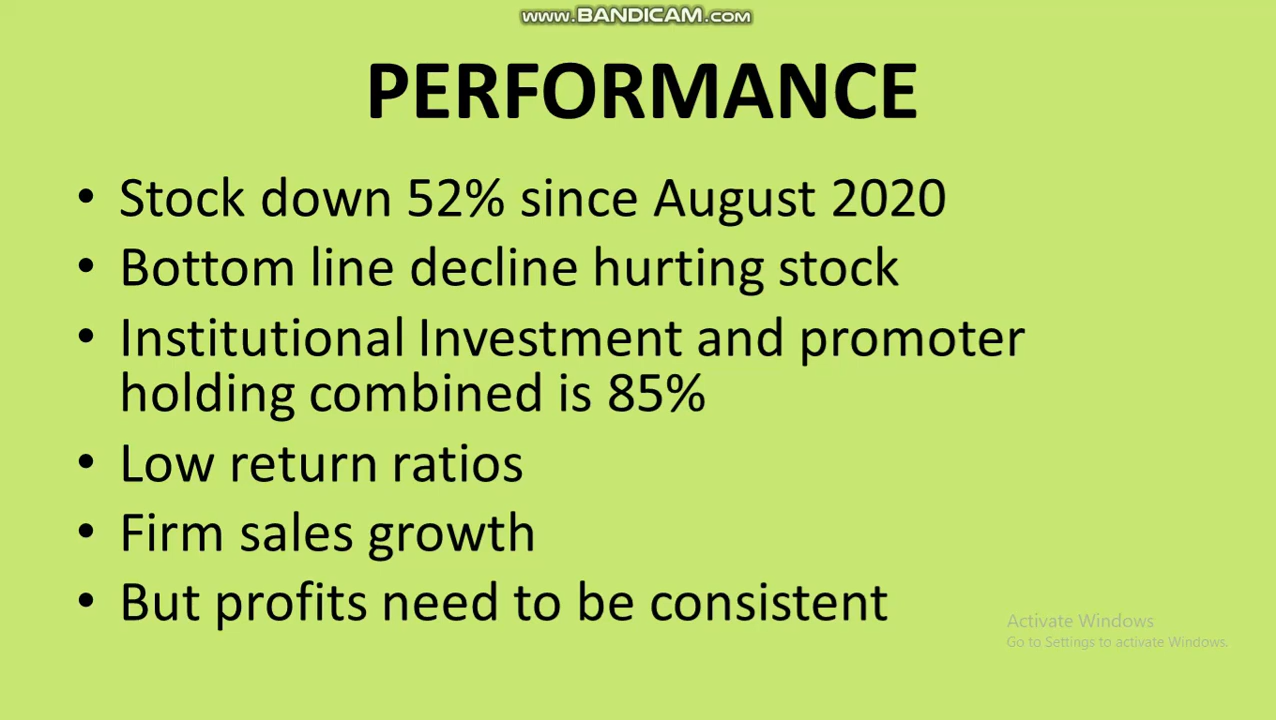 www.BANDICAM.com
PERFORMANCE
• Stock down 52% since August 2020
• Bottom line decline hurting stock
• Institutional Investment and promoter
holding combined is 85%
• Low return ratios
• Firm sales growth
• But profits need to be consistent
Activate Windows
Go to Settings to activate Windows.